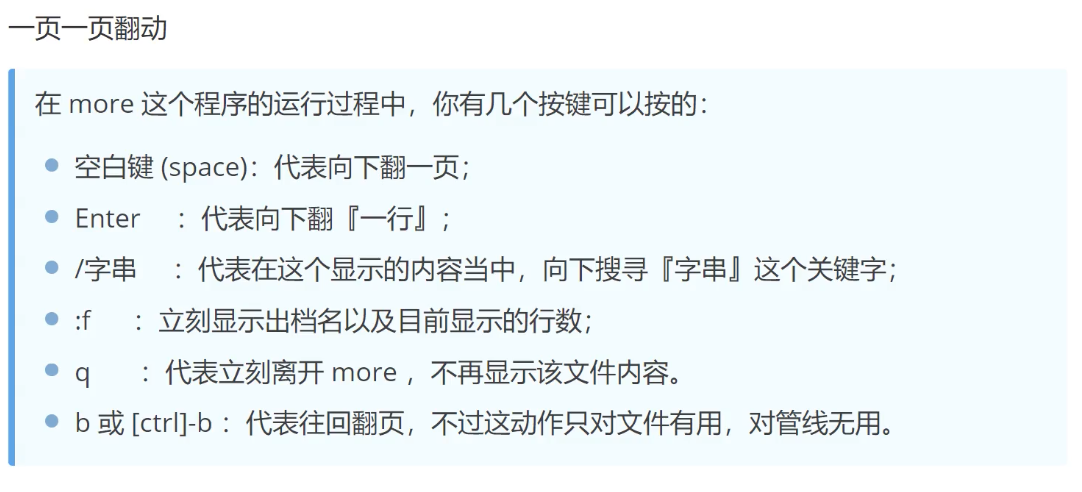 一页一页翻动
在 more 这个程序的运行过程中，你有几个按键可以按的：
空白键 (space)：代表向下翻一页；
Enter ：代表向下翻『一行』；
/字串 ：代表在这个显示的内容当中，向下搜寻『字串』这个关键字；
:f ：立刻显示出档名以及目前显示的行数；
q ：代表立刻离开 more ，不再显示该文件内容。
b 或 [ctrl]-b ：代表往回翻页，不过这动作只对文件有用，对管线无用。